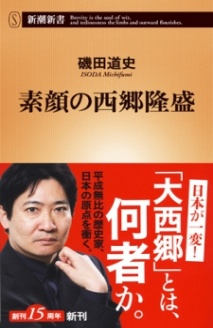 S 新潮新書
Brevity is the soul of wit,
and tediousness the limbs and outward flourishes.
磯田道史
ISODA Michifumi
素顔の西郷隆盛
日本が一変！
「大西郷」とは、
何者か。
平成無比の歴史家、
日本の原点を衝く。
創刊15周年 新刊